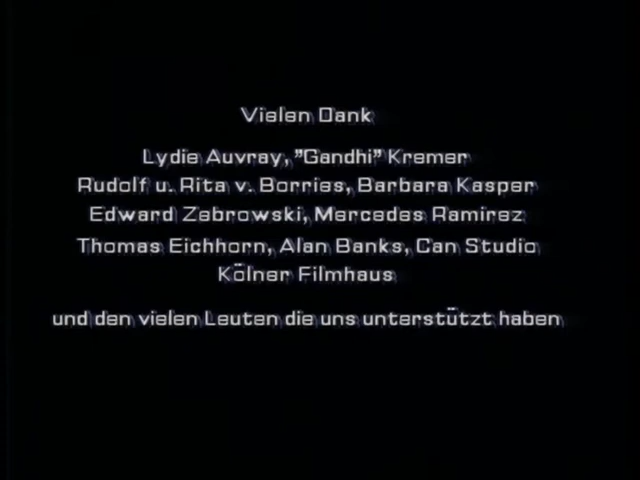 Vielen Dank
Lydie Auvray, "Gandhi" Kremer
Rudolf u. Rita v. Borries, Barbara Kasper
Edward Zebrowski, Mercedes Ramirez
Thomas Eichhorn, Alan Banks, Can Studio
Kölner Filmhaus
und den vielen Leuten die uns unterstützt haben